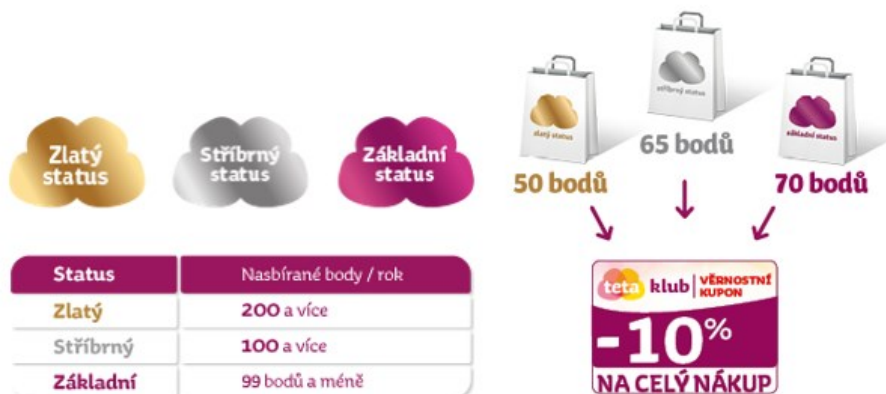 Zlatý
status
Stříbrný
status
Základní
status
Status Nasbírané body / rok
Zlatý 200 a více
Stříbrný 100 a více
Základní 99 bodů a méně
zlatý status
stříbrný status
základní status
50 bodů
65 bodů
70 bodů
teta klub VĚRNOSTNÍ
KUPON
-10%
NA CELÝ NÁKUP